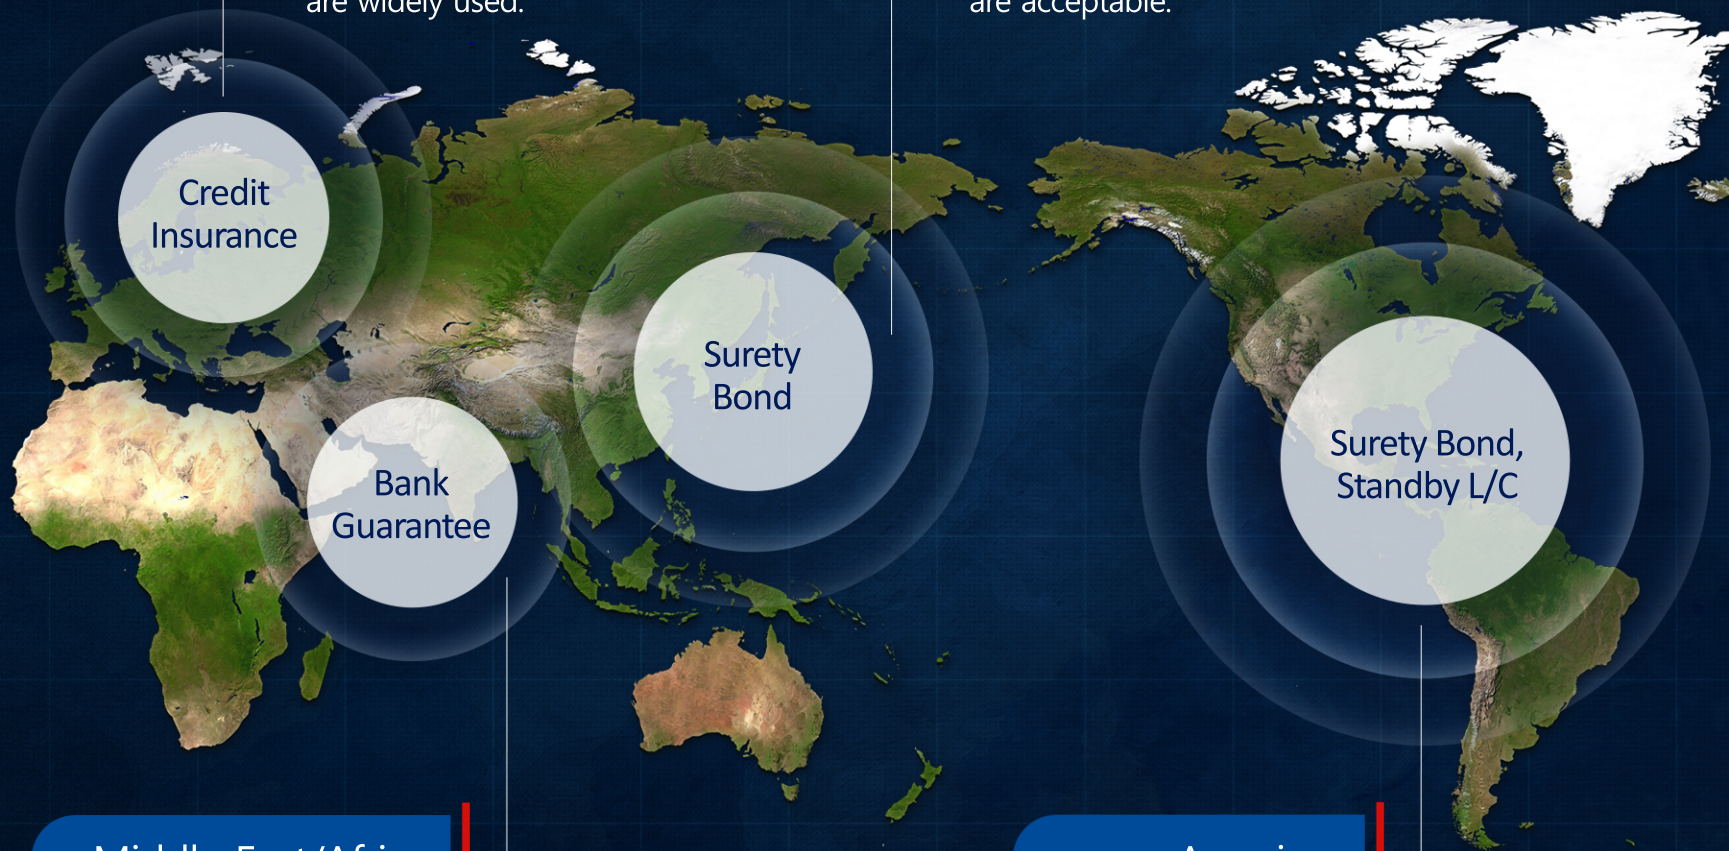 are widely used.
are acceptable.
Credit
Insurance
Surety
Bond
Bank
Guarantee
Surety Bond,
Standby L/C